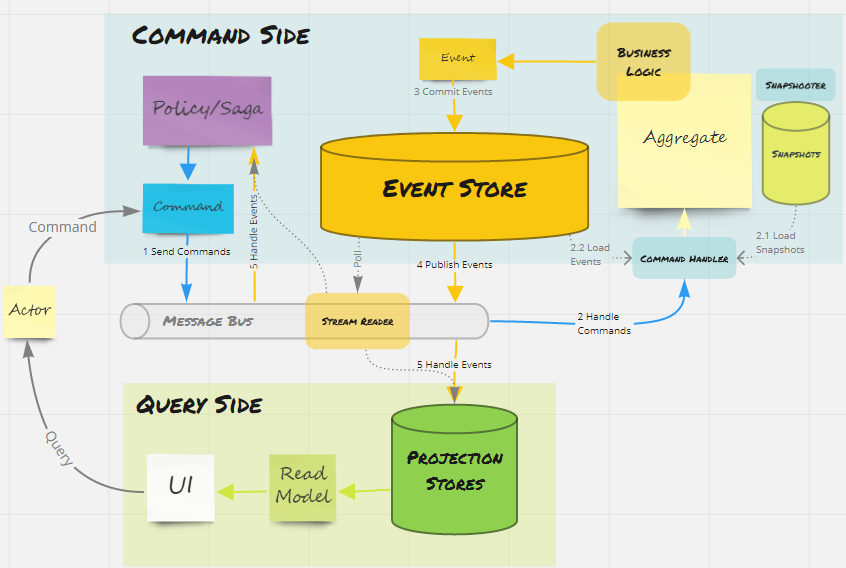 Command Side
Event
Business
Logic
3 Commit Events
Snapshooter
Policy/Saga
Aggregate
Snapshots
Event Store
Command
Command
5 Handle Events
1 Send Commands
Poll
4 Publish Events
2.2 Load
Events
2.1 Load
Snapshots
Command Handler
Actor
Message Bus
Stream Reader
2 Handle
Commands
5 Handle Events
Query Side
Query
UI
Read
Model
Projection
Stores